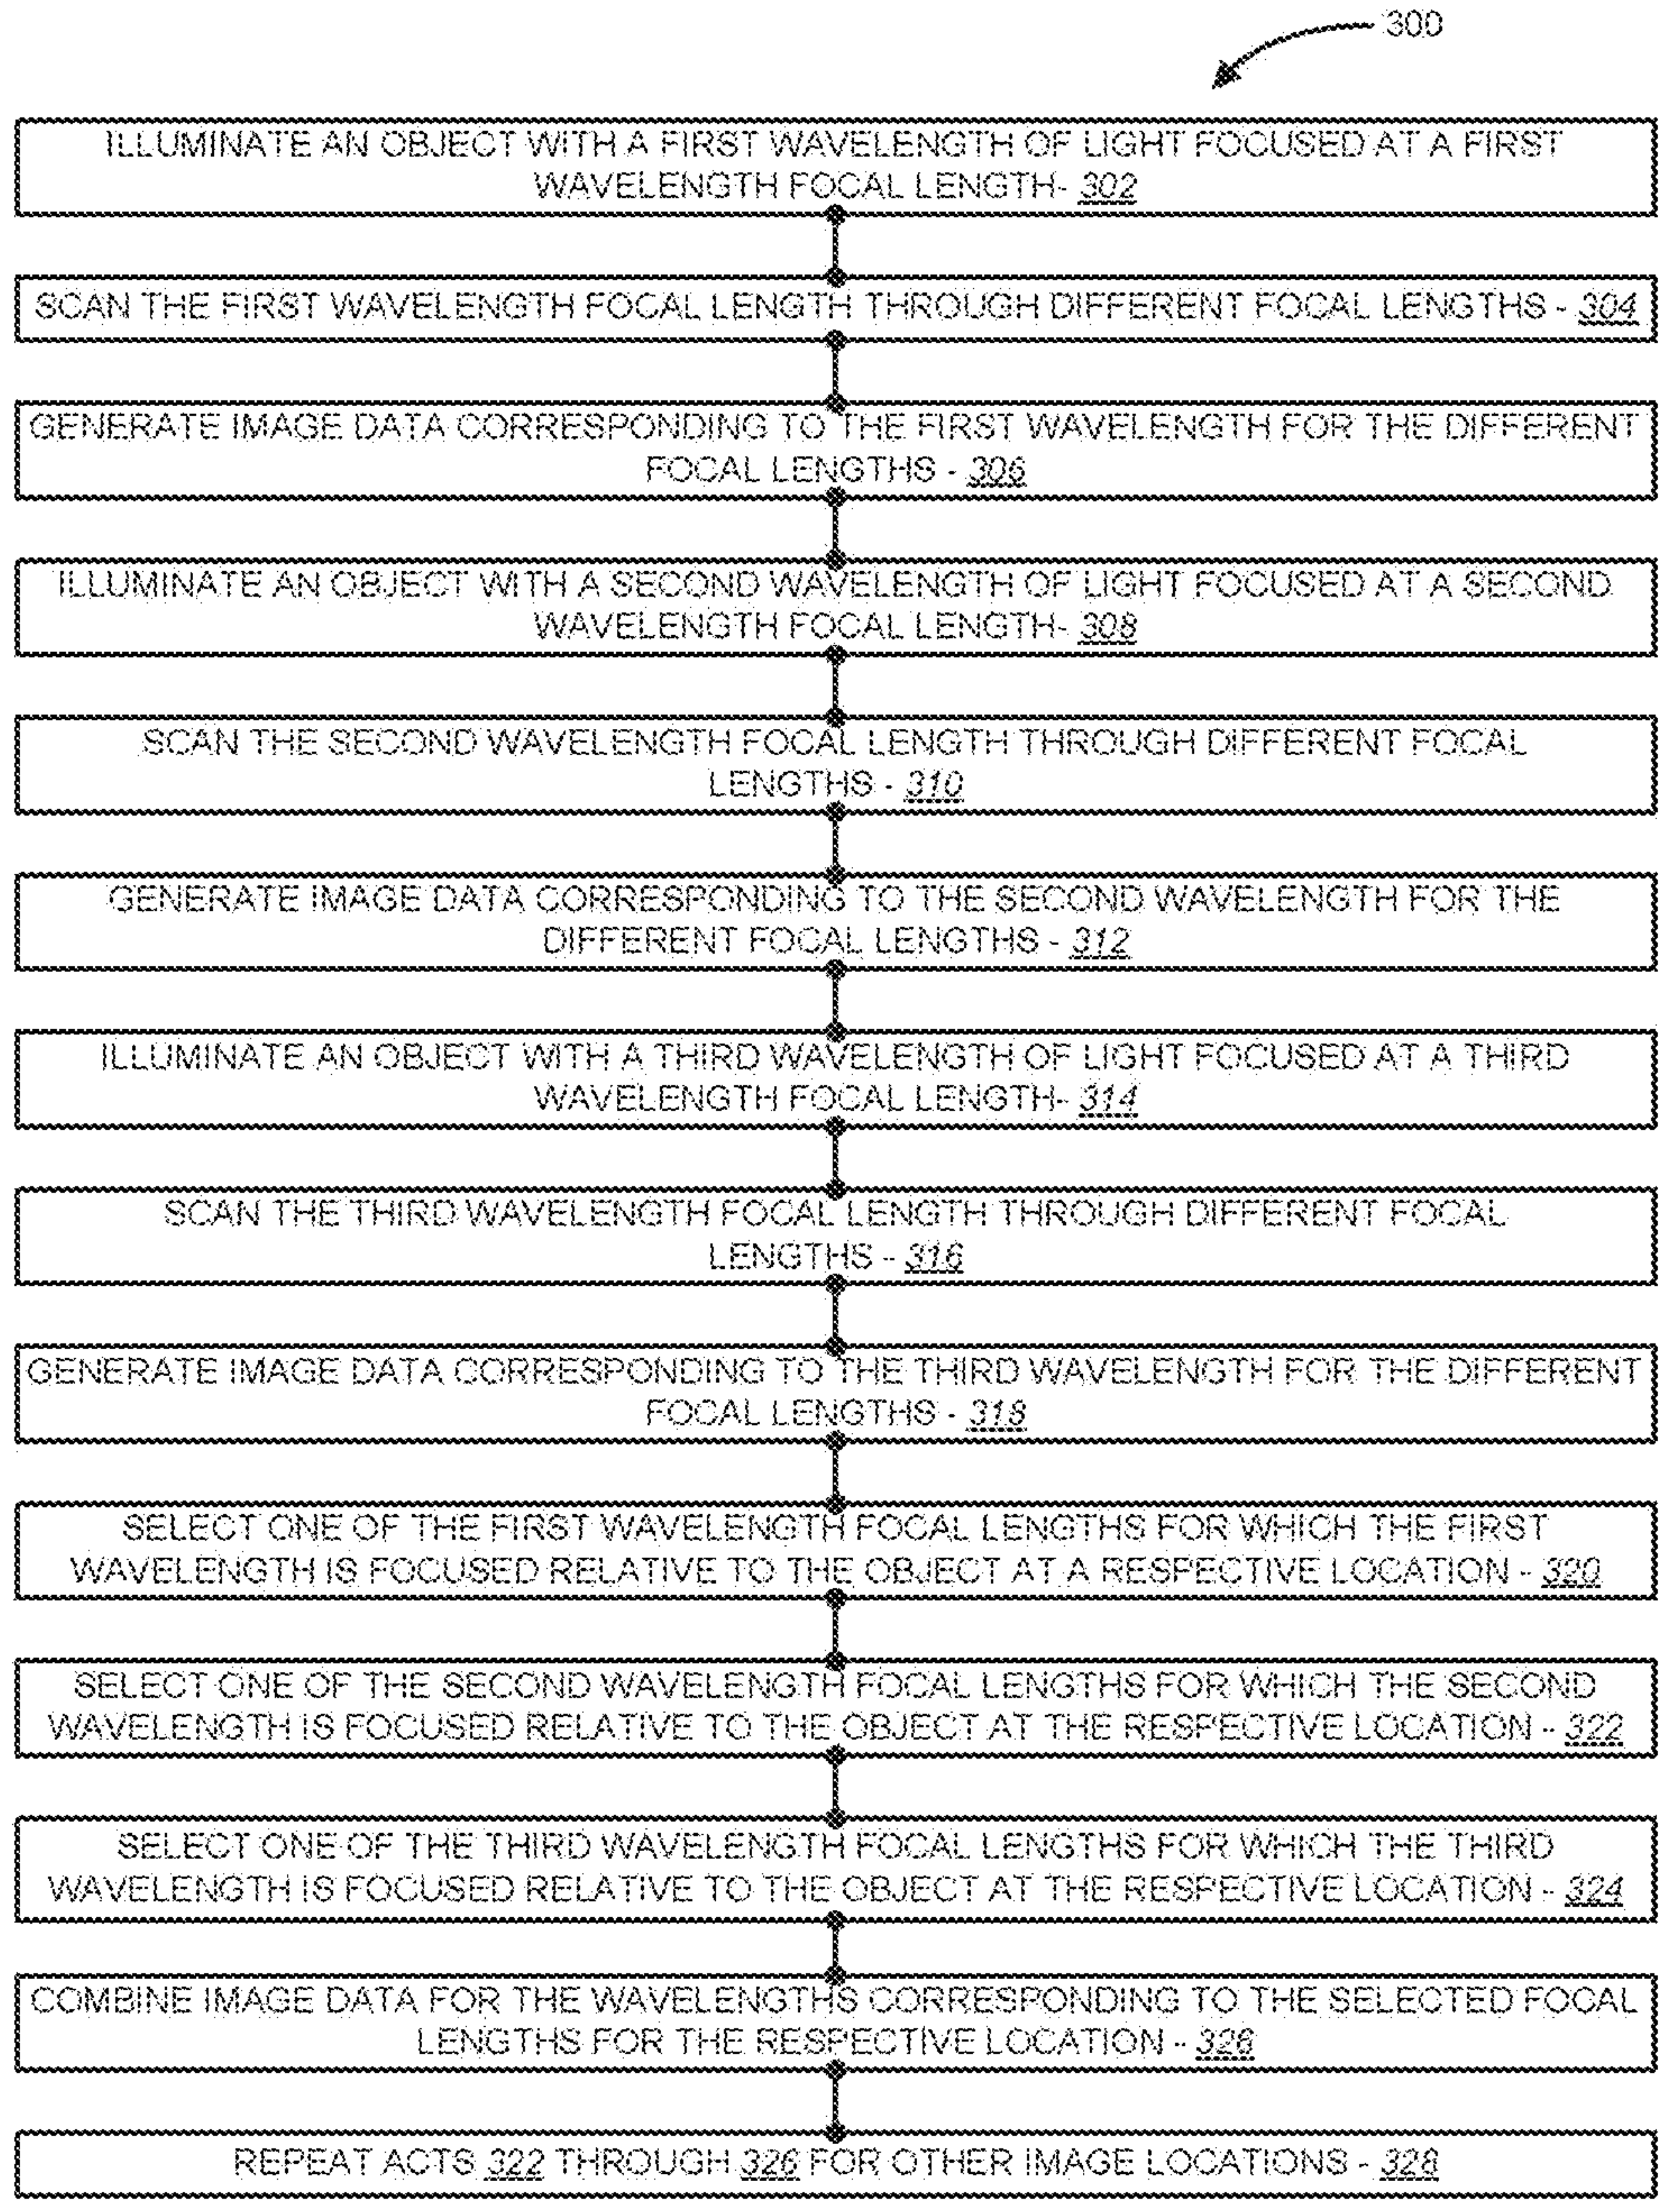 300
ILLUMINATE AN OBJECT WITH A FIRST WAVELENGTH OF LIGHT FOCUSED AT A FIRST
WAVELENGTH FOCAL LENGTH- 302
SCAN THE FIRST WAVELENGTH FOCAL LENGTH THROUGH DIFFERENT FOCAL LENGTHS - 304
GENERATE IMAGE DATA CORRESPONDING TO THE FIRST WAVELENGTH FOR THE DIFFERENT
FOCAL LENGTHS - 306
ILLUMINATE AN OBJECT WITH A SECOND WAVELENGTH OF LIGHT FOCUSED AT A SECOND
WAVELENGTH FOCAL LENGTH- 308
SCAN THE SECOND WAVELENGTH FOCAL LENGTH THROUGH DIFFERENT FOCAL
LENGTHS - 310
GENERATE IMAGE DATA CORRESPONDING TO THE SECOND WAVELENGTH FOR THE
DIFFERENT FOCAL LENGTHS - 312
ILLUMINATE AN OBJECT WITH A THIRD WAVELENGTH OF LIGHT FOCUSED AT A THIRD
WAVELENGTH FOCAL LENGTH- 314
SCAN THE THIRD WAVELENGTH FOCAL LENGTH THROUGH DIFFERENT FOCAL
LENGTHS - 316
GENERATE IMAGE DATA CORRESPONDING TO THE THIRD WAVELENGTH FOR THE DIFFERENT
FOCAL LENGTHS - 318
SELECT ONE OF THE FIRST WAVELENGTH FOCAL LENGTHS FOR WHICH THE FIRST
WAVELENGTH IS FOCUSED RELATIVE TO THE OBJECT AT A RESPECTIVE LOCATION - 320
SELECT ONE OF THE SECOND WAVELENGTH FOCAL LENGTHS FOR WHICH THE SECOND
WAVELENGTH IS FOCUSED RELATIVE TO THE OBJECT AT THE RESPECTIVE LOCATION - 322
SELECT ONE OF THE THIRD WAVELENGTH FOCAL LENGTHS FOR WHICH THE THIRD
WAVELENGTH IS FOCUSED RELATIVE TO THE OBJECT AT THE RESPECTIVE LOCATION - 324
COMBINE IMAGE DATA FOR THE WAVELENGTHS CORRESPONDING TO THE SELECTED FOCAL
LENGTHS FOR THE RESPECTIVE LOCATION - 326
REPEAT ACTS 322 THROUGH 326 FOR OTHER IMAGE LOCATIONS - 328